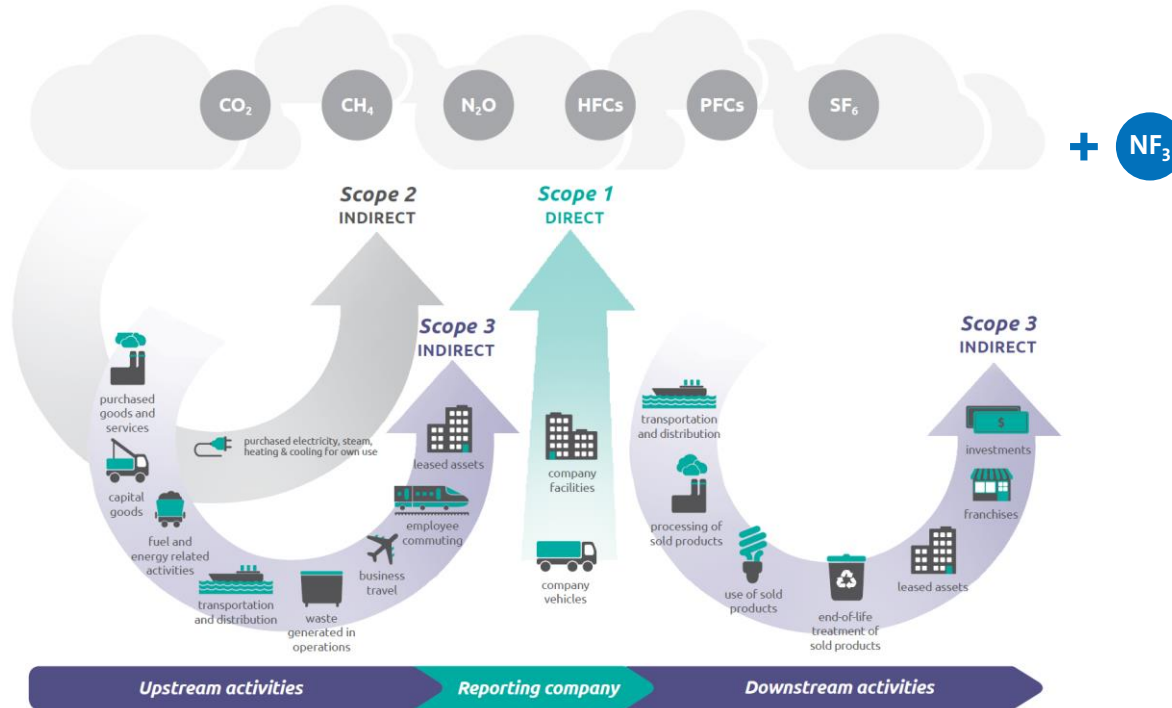 CO₂
CH₄
N₂O
HFCs
PFCs
SF₆
+
NF₃
Scope 2
INDIRECT
Scope 1
DIRECT
Scope 3
INDIRECT
Scope 3
INDIRECT
purchased
goods and
services
capital
goods
fuel and
energy related
activities
purchased electricity, steam,
heating & cooling for own use
transportation
and distribution
waste
generated in
operations
business
travel
employee
commuting
leased assets
company
facilities
company
vehicles
transportation
and distribution
processing of
sold products
use of sold
products
end-of-life
treatment of
sold products
leased assets
franchises
$
investments
Upstream activities
Reporting company
Downstream activities